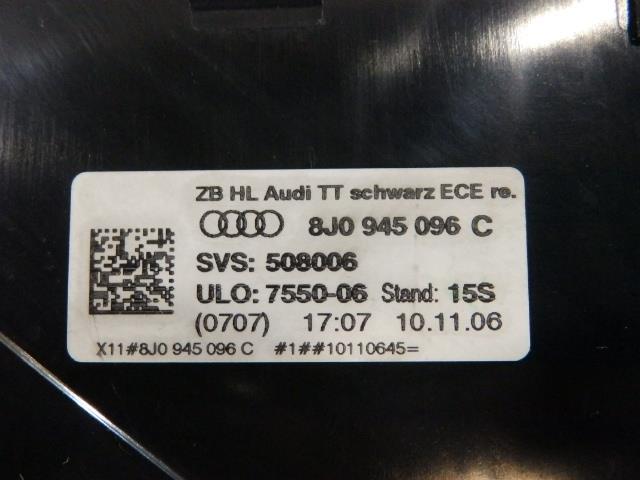 ZB HL Audi TT schwarz ECE re.
8J0 945 096 C
SVS: 508006
ULO: 7550-06 Stand: 15S
(0707) 17:07 10.11.06
X11#8J0 945 096 C #1##10110645=